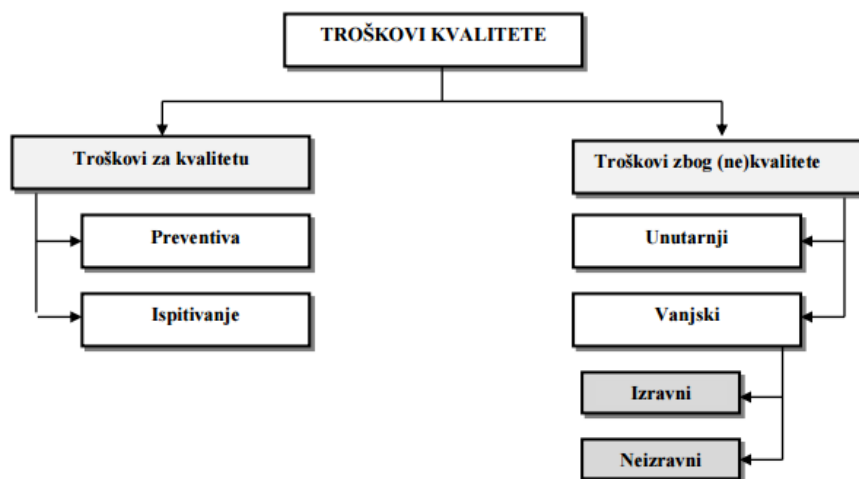 TROŠKOVI KVALITETE
Troškovi za kvalitetu
Troškovi zbog (ne)kvalitete
Preventiva
Unutarnji
Ispitivanje
Vanjski
Izravni
Neizravni